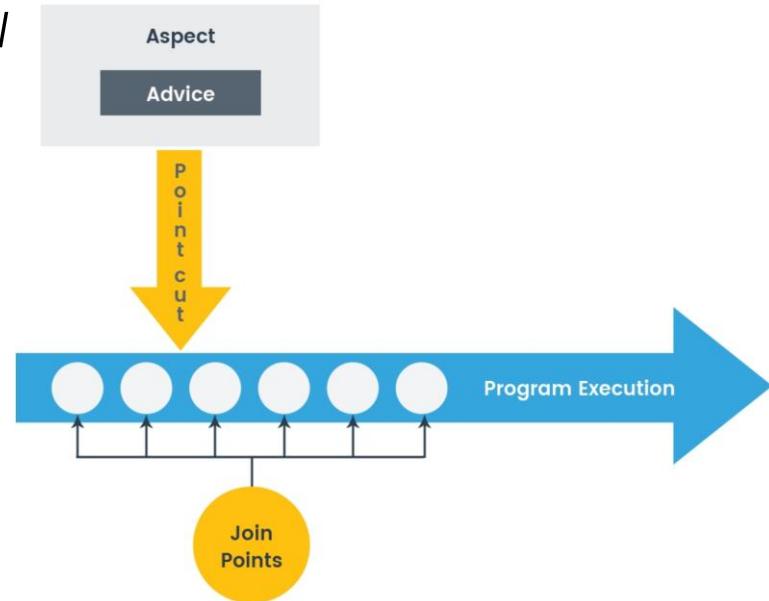 Aspect
Advice
Point cut
Program Execution
Join
Points